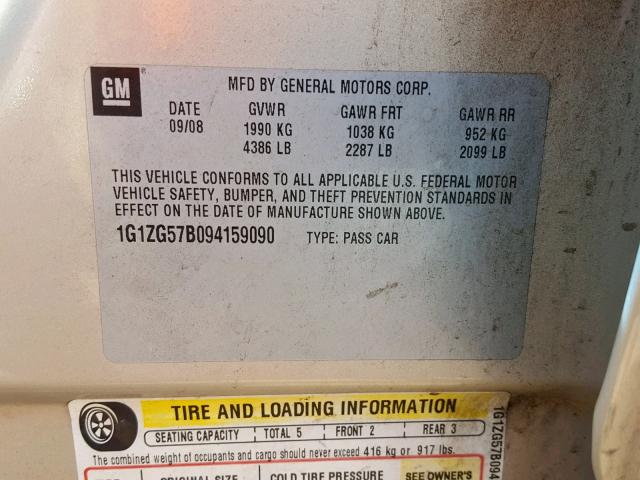 GM
MFD BY GENERAL MOTORS CORP.
DATE GVWR GAWR FRT GAWR RR
09/08 1990 KG 1038 KG 952 KG
4386 LB 2287 LB 2099 LB
THIS VEHICLE CONFORMS TO ALL APPLICABLE U.S. FEDERAL MOTOR
VEHICLE SAFETY, BUMPER, AND THEFT PREVENTION STANDARDS IN
EFFECT ON THE DATE OF MANUFACTURE SHOWN ABOVE.
1G1ZG57B094159090 TYPE: PASS CAR
TIRE AND LOADING INFORMATION
SEATING CAPACITY TOTAL 5 FRONT 2 REAR 3
The combined weight of occupants and cargo should never exceed 416 kg or 917 lbs.
ORIGINAL SIZE COLD TIRE PRESSURE SEE OWNER'S
1G1ZG57B094